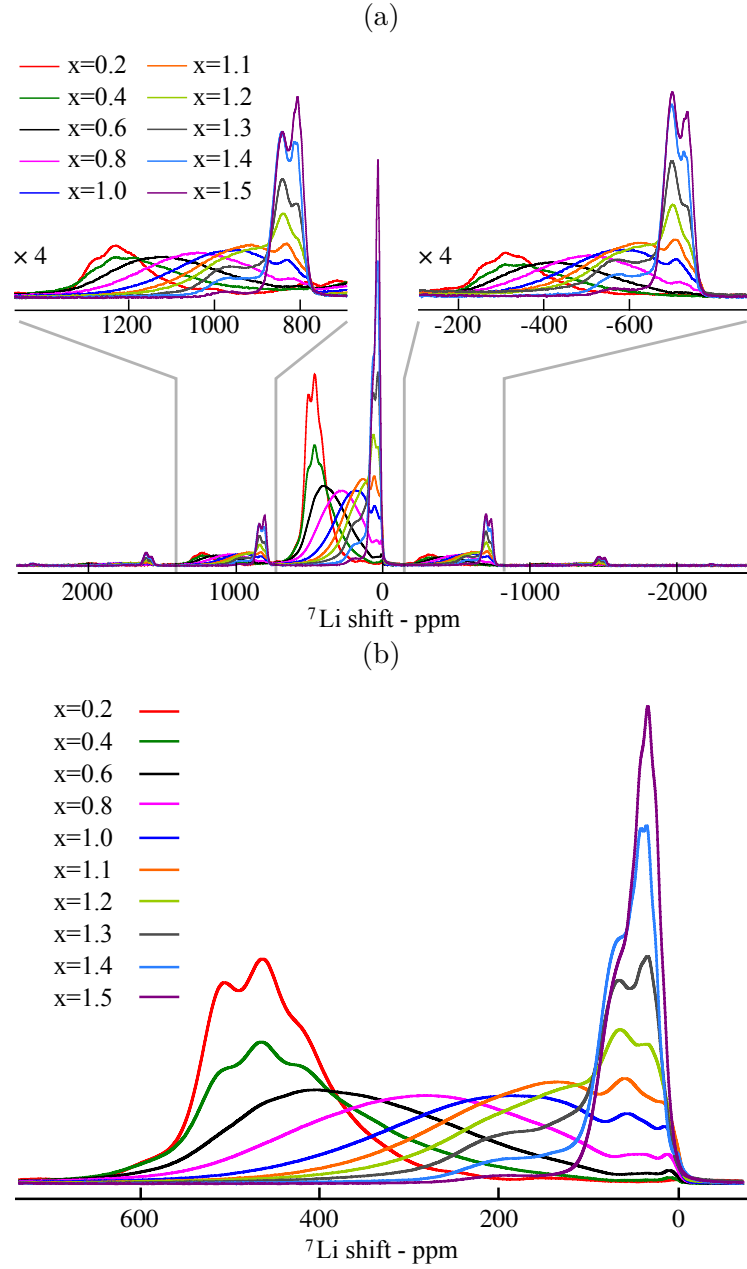 (a)
x=0.2 x=1.1
x=0.4 x=1.2
x=0.6 x=1.3
x=0.8 x=1.4
x=1.0 x=1.5
× 4 × 4
1200 1000 800 -200 -400 -600
2000 1000 0 -1000 -2000
⁷Li shift - ppm
(b)
x=0.2
x=0.4
x=0.6
x=0.8
x=1.0
x=1.1
x=1.2
x=1.3
x=1.4
x=1.5
600 400 200 0
⁷Li shift - ppm